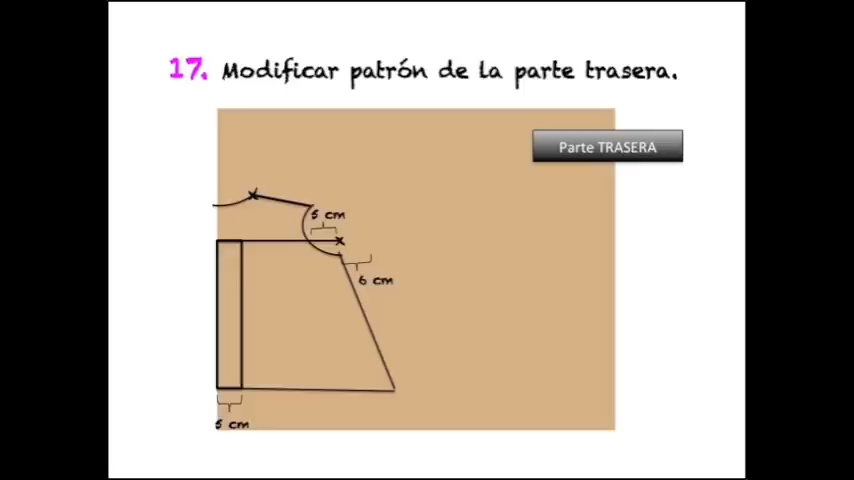 17. Modificar patrón de la parte trasera.
Parte TRASERA
5 cm
6 cm
5 cm